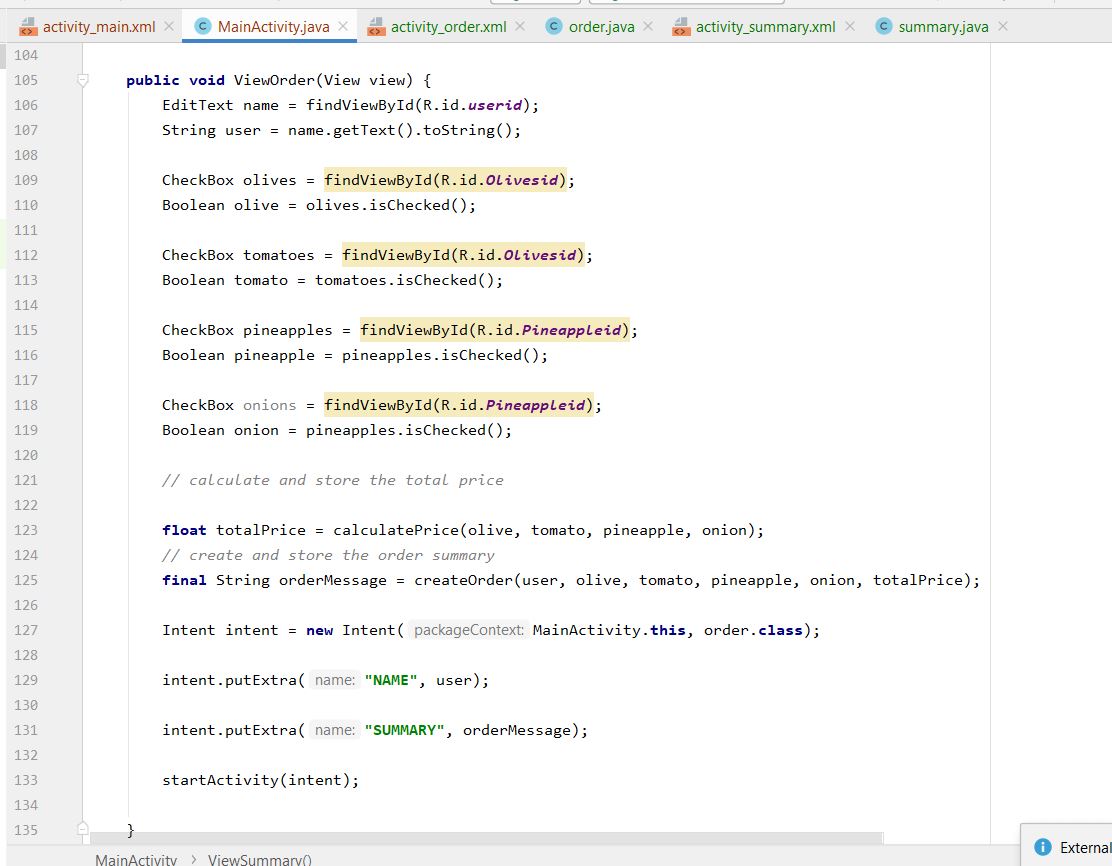 activity_main.xml MainActivity.java activity_order.xml order.java activity_summary.xml summary.java
104
105 public void ViewOrder(View view) {
106 EditText name = findViewById(R.id.userid);
107 String user = name.getText().toString();
108
109 CheckBox olives = findViewById(R.id.Olivesid);
110 Boolean olive = olives.isChecked();
111
112 CheckBox tomatoes = findViewById(R.id.Olivesid);
113 Boolean tomato = tomatoes.isChecked();
114
115 CheckBox pineapples = findViewById(R.id.Pineappleid);
116 Boolean pineapple = pineapples.isChecked();
117
118 CheckBox onions = findViewById(R.id.Pineappleid);
119 Boolean onion = pineapples.isChecked();
120
121 // calculate and store the total price
122
123 float totalPrice = calculatePrice(olive, tomato, pineapple, onion);
124 // create and store the order summary
125 final String orderMessage = createOrder(user, olive, tomato, pineapple, onion, totalPrice);
126
127 Intent intent = new Intent( packageContext: MainActivity.this, order.class);
128
129 intent.putExtra( name: "NAME", user);
130
131 intent.putExtra( name: "SUMMARY", orderMessage);
132
133 startActivity(intent);
134
135 }
External
MainActivity > ViewSummary()